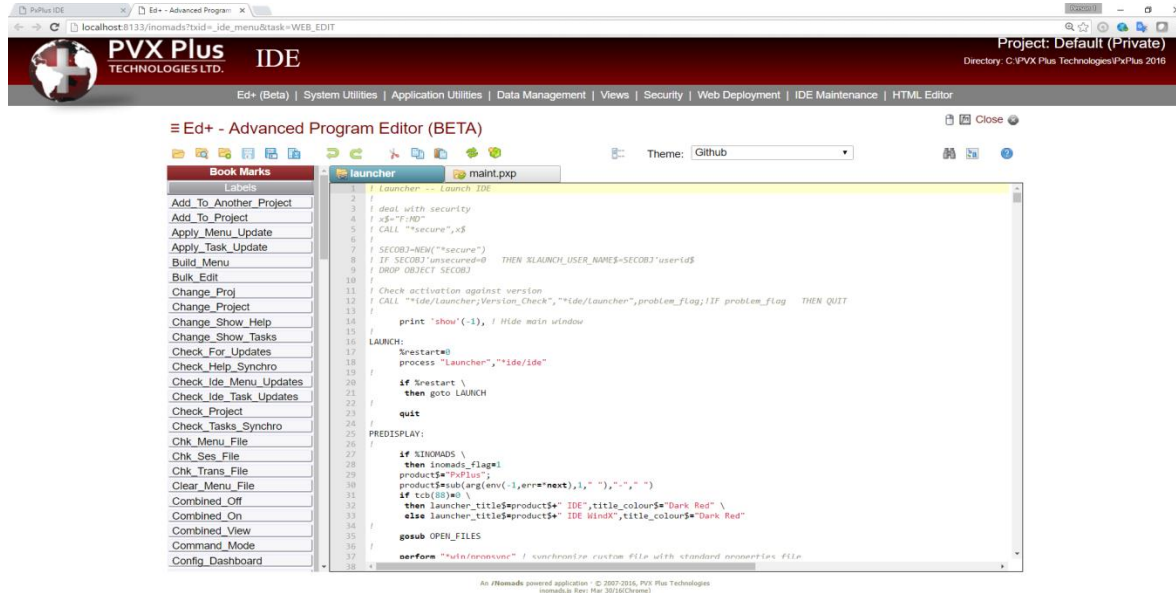 PxPlus IDE
Ed+ - Advanced Program
localhost:8133/inomads?txid=_ide_menu&task=WEB_EDIT
PVX Plus
TECHNOLOGIES LTD.
IDE
Project: Default (Private)
Directory: C:\PVX Plus Technologies\PxPlus 2016
Ed+ (Beta) | System Utilities | Application Utilities | Data Management | Views | Security | Web Deployment | IDE Maintenance | HTML Editor
≡ Ed+ - Advanced Program Editor (BETA)
Close
Theme: Github
Book Marks
Labels
Add_To_Another_Project
Add_To_Project
Apply_Menu_Update
Apply_Task_Update
Build_Menu
Bulk_Edit
Change_Proj
Change_Project
Change_Show_Help
Change_Show_Tasks
Check_For_Updates
Check_Help_Synchro
Check_Ide_Menu_Updates
Check_Ide_Task_Updates
Check_Project
Check_Tasks_Synchro
Chk_Menu_File
Chk_Ses_File
Chk_Trans_File
Clear_Menu_File
Combined_Off
Combined_On
Combined_View
Command_Mode
Config_Dashboard
launcher
maint.pxp
1 ! Launcher -- Launch IDE
2 !
3 ! deal with security
4 ! x$="F:MD"
5 ! CALL "*secure",x$
6 !
7 ! SECOBJ=NEW("*secure")
8 ! IF SECOBJ'unsecured=0 THEN %LAUNCH_USER_NAME$=SECOBJ'userid$
9 ! DROP OBJECT SECOBJ
10 !
11 ! Check activation against version
12 ! CALL "*ide/launcher;Version_Check","*ide/launcher",problem_flag;!IF problem_flag THEN QUIT
13 !
14 print 'show'(-1), ! Hide main window
15 !
16 LAUNCH:
17 %restart=0
18 process "Launcher","*ide/ide"
19 !
20 if %restart \
21 then goto LAUNCH
22 !
23 quit
24 !
25 PREDISPLAY:
26 !
27 if %INOMADS \
28 then inomads_flag=1
29 product$="PxPlus";
30 product$=sub(arg(env(-1,err=*next),1," "),"-"," ")
31 if tcb(88)=0 \
32 then launcher_title$=product$+" IDE",title_colour$="Dark Red" \
33 else launcher_title$=product$+" IDE WindX",title_colour$="Dark Red"
34 !
35 gosub OPEN_FILES
36 !
37 perform "*win/propsync" ! synchronize custom file with standard properties file
38
An iNomads powered application - © 2007-2016, PVX Plus Technologies
inomads.js Rev: Mar 30/16(Chrome)